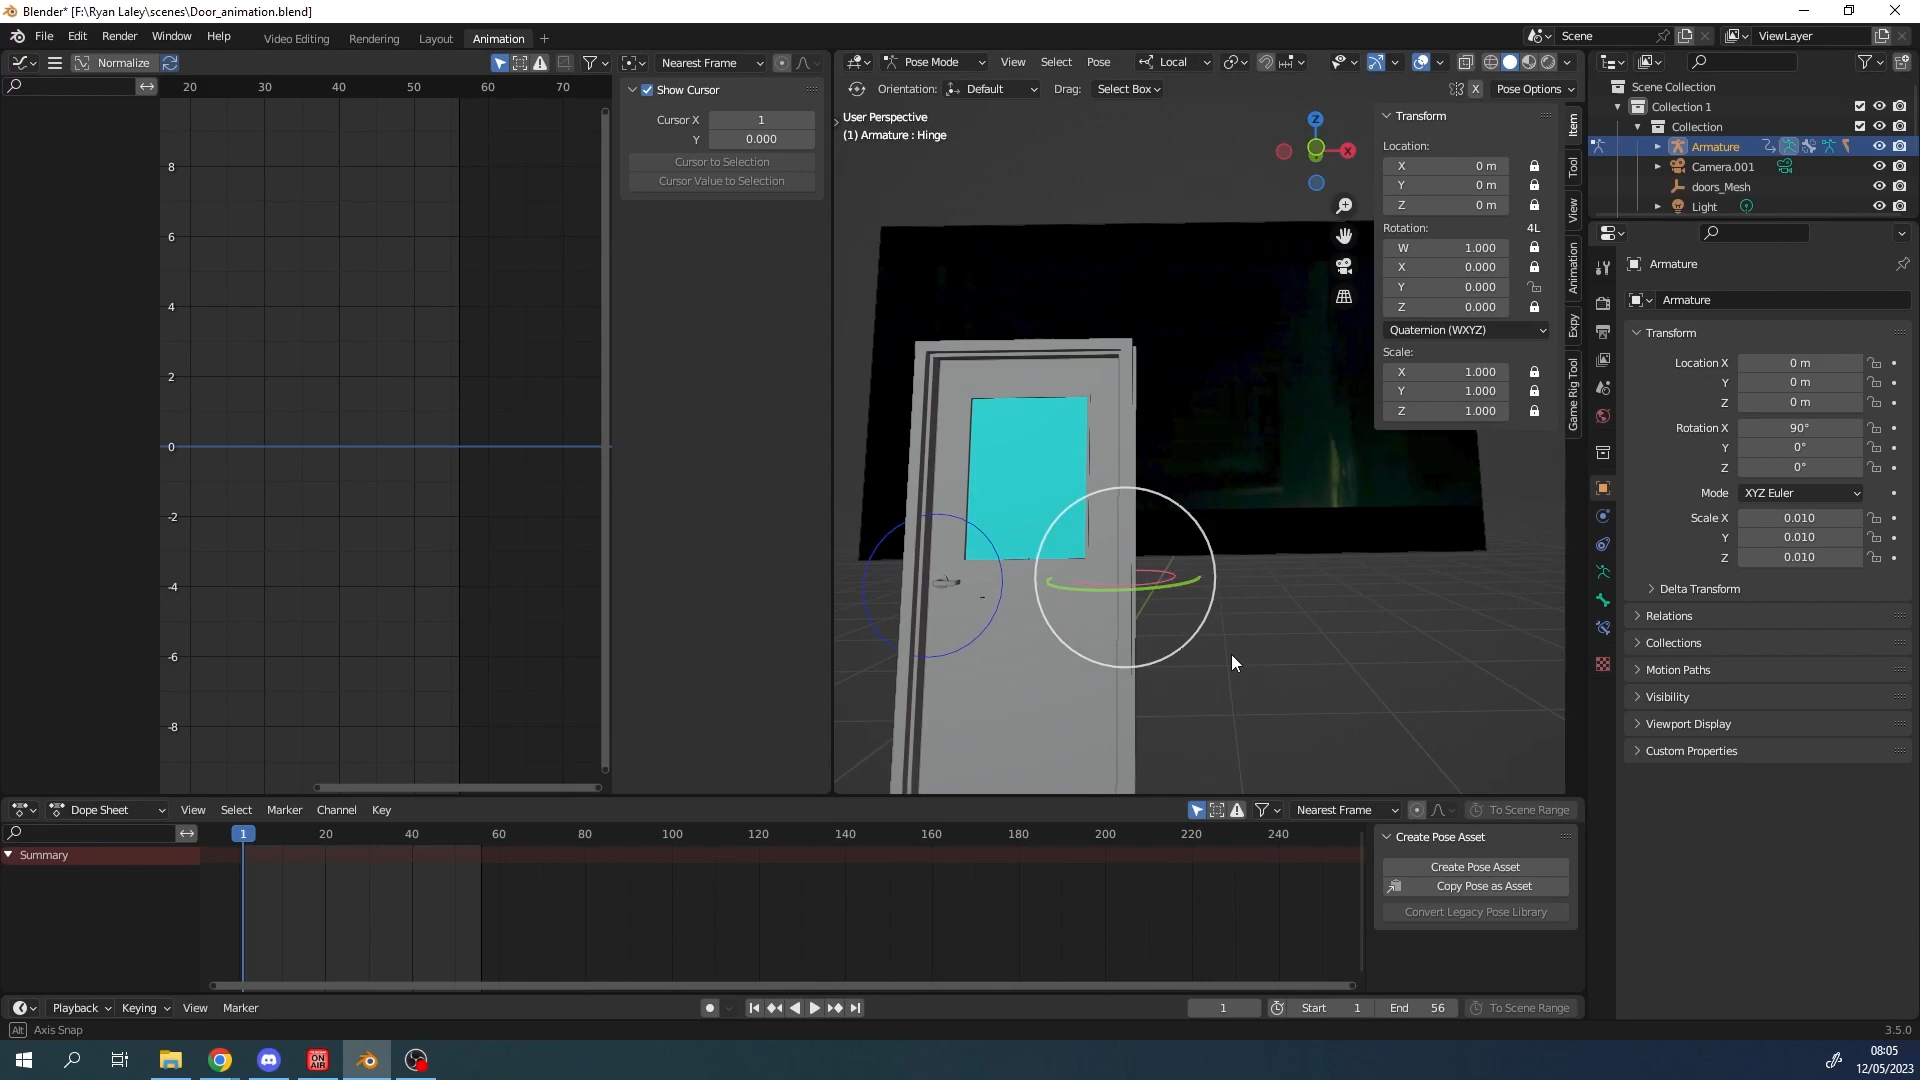 Blender* [F:\Ryan Laley\scenes\Door_animation.blend]
File Edit Render Window Help Video Editing Rendering Layout Animation + Scene ViewLayer
Normalize Nearest Frame Pose Mode View Select Pose Local
Orientation: Default Drag: Select Box X Pose Options
20 30 40 50 60 70
8
6
4
2
0
-2
-4
-6
-8
Show Cursor
Cursor X 1
Y 0.000
Cursor to Selection
Cursor Value to Selection
User Perspective
(1) Armature : Hinge
Z
X
Transform
Location:
X 0 m
Y 0 m
Z 0 m
Rotation: 4L
W 1.000
X 0.000
Y 0.000
Z 0.000
Quaternion (WXYZ)
Scale:
X 1.000
Y 1.000
Z 1.000
Item
Tool
View
Animation
Expy
Game Rig Tool
Scene Collection
Collection 1
Collection
Armature
Camera.001
doors_Mesh
Light
Armature
Armature
Transform
Location X 0 m
Y 0 m
Z 0 m
Rotation X 90°
Y 0°
Z 0°
Mode XYZ Euler
Scale X 0.010
Y 0.010
Z 0.010
Delta Transform
Relations
Collections
Motion Paths
Visibility
Viewport Display
Custom Properties
Dope Sheet View Select Marker Channel Key Nearest Frame To Scene Range
1 20 40 60 80 100 120 140 160 180 200 220 240
Summary
Create Pose Asset
Create Pose Asset
Copy Pose as Asset
Convert Legacy Pose Library
Playback Keying View Marker 1 Start 1 End 56 To Scene Range
Alt Axis Snap 3.5.0
ON AIR
08:05
12/05/2023